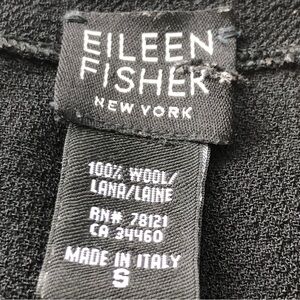 EILEEN
FISHER
NEW YORK
100% WOOL/
LANA/LAINE
RN# 78121
CA 34460
MADE IN ITALY
S